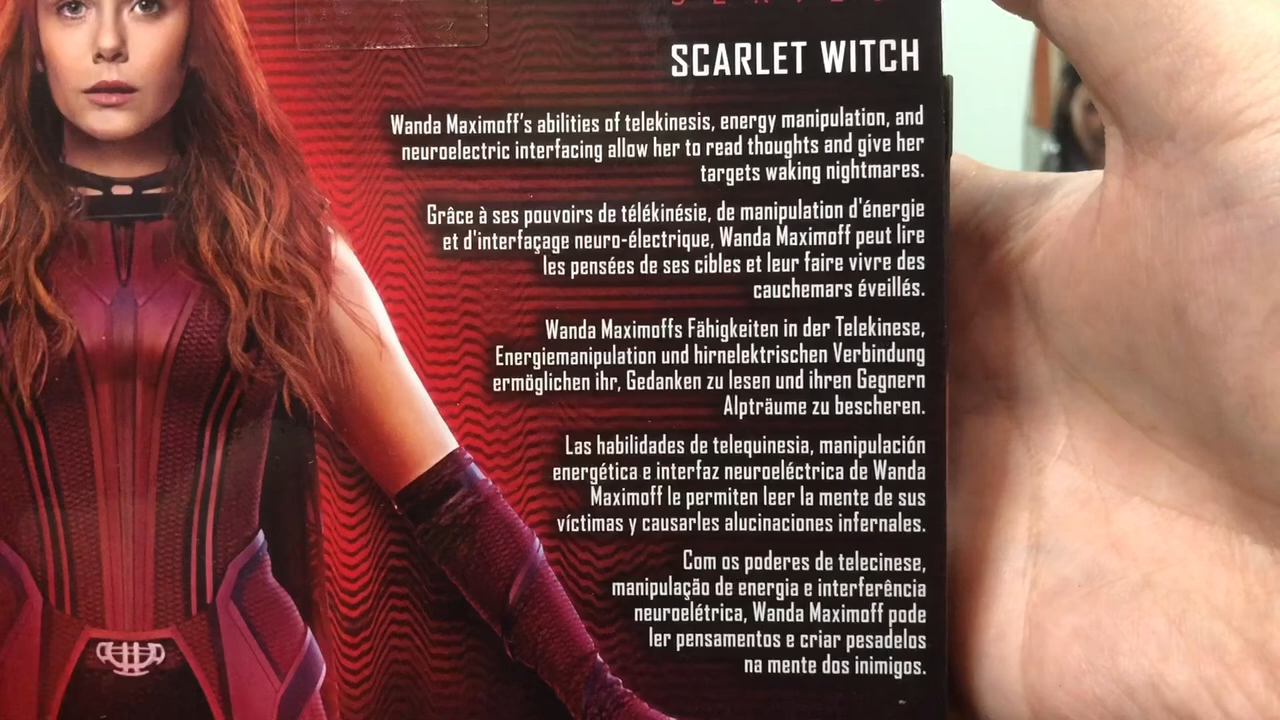 SCARLET WITCH
Wanda Maximoff's abilities of telekinesis, energy manipulation, and
neuroelectric interfacing allow her to read thoughts and give her
targets waking nightmares.
Grâce à ses pouvoirs de télékinésie, de manipulation d'énergie
et d'interfaçage neuro-électrique, Wanda Maximoff peut lire
les pensées de ses cibles et leur faire vivre des
cauchemars éveillés.
Wanda Maximoffs Fähigkeiten in der Telekinese,
Energiemanipulation und hirnelektrischen Verbindung
ermöglichen ihr, Gedanken zu lesen und ihren Gegnern
Alpträume zu bescheren.
Las habilidades de telequinesia, manipulación
energética e interfaz neuroeléctrica de Wanda
Maximoff le permiten leer la mente de sus
víctimas y causarles alucinaciones infernales.
Com os poderes de telecinese,
manipulação de energia e interferência
neuroelétrica, Wanda Maximoff pode
ler pensamentos e criar pesadelos
na mente dos inimigos.